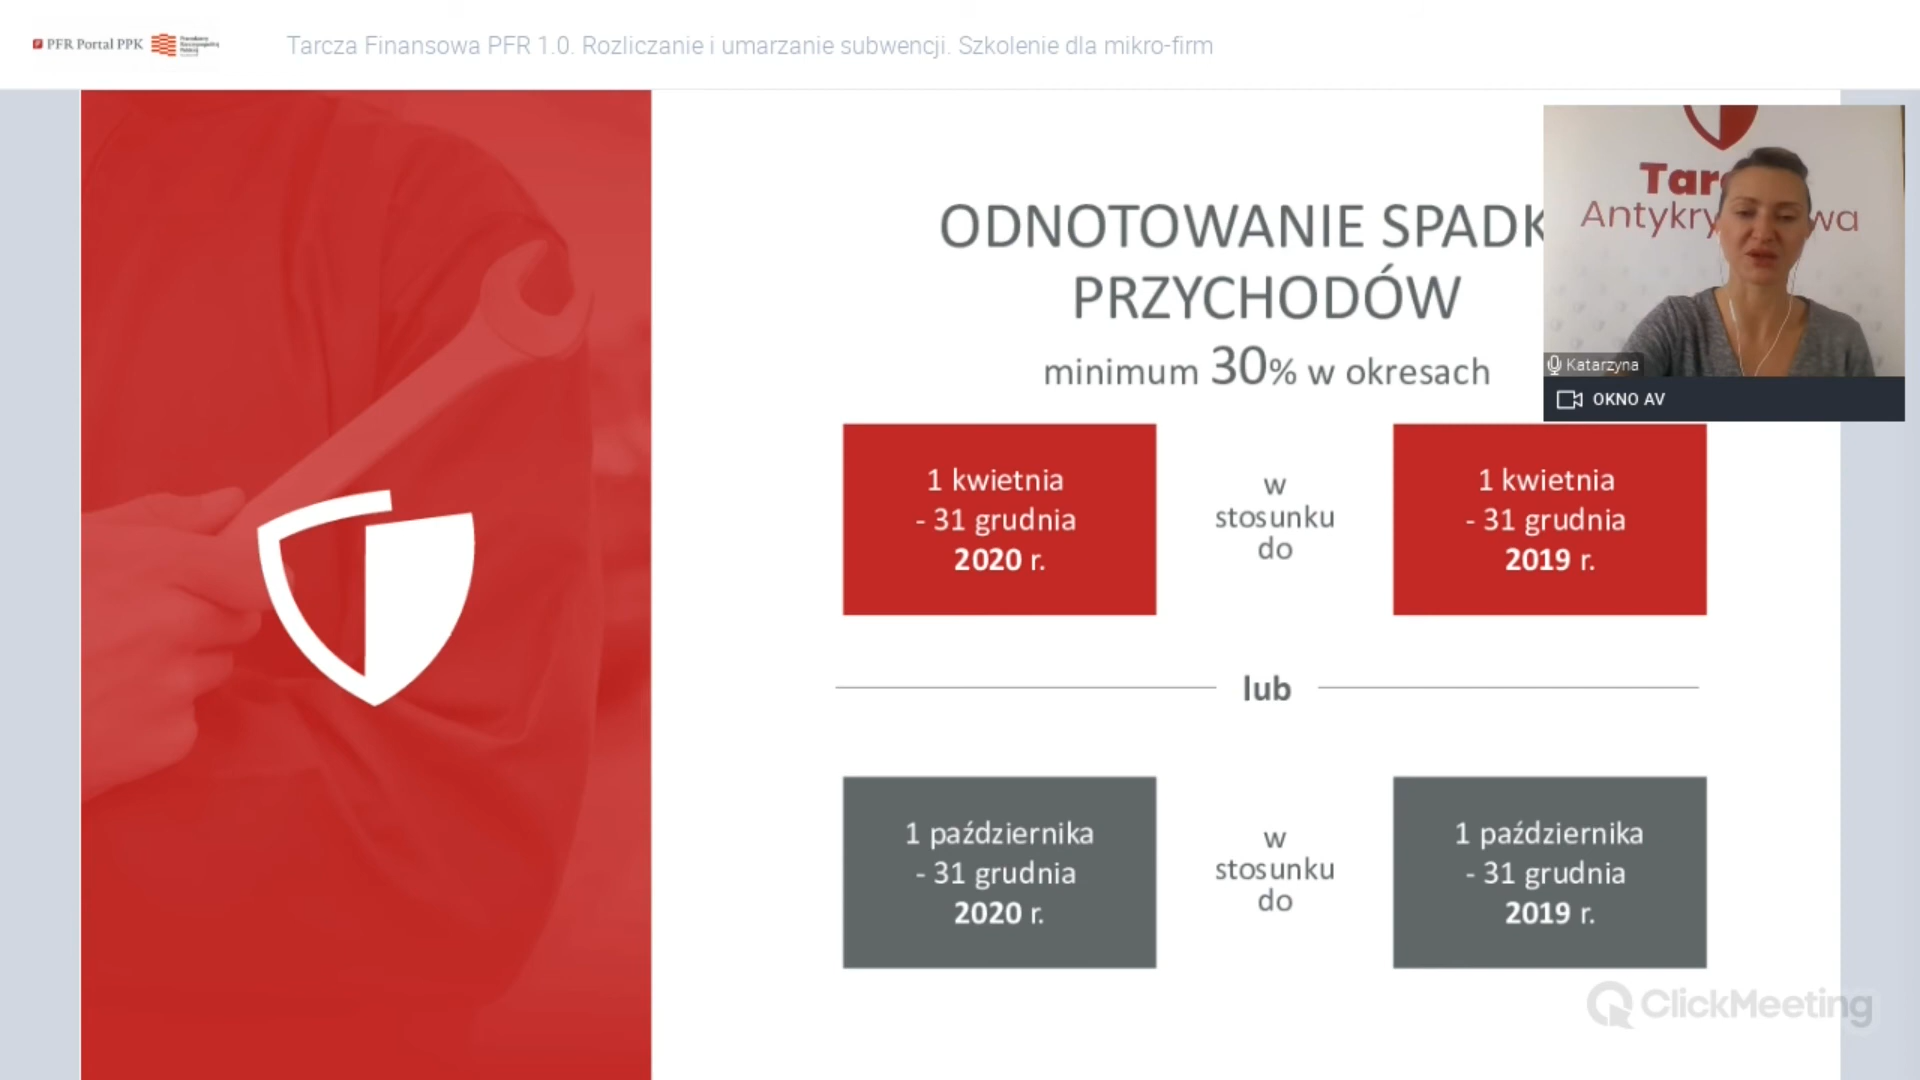 PFR Portal PPK
Tarcza Finansowa PFR 1.0. Rozliczanie i umarzanie subwencji. Szkolenie dla mikro-firm
ODNOTOWANIE SPADK
PRZYCHODÓW
minimum 30% w okresach
Tar
Antykry wa
Katarzyna
OKNO AV
1 kwietnia
- 31 grudnia
2020 r.
w
stosunku
do
1 kwietnia
- 31 grudnia
2019 r.
lub
1 października
- 31 grudnia
2020 r.
w
stosunku
do
1 października
- 31 grudnia
2019 r.
ClickMeeting